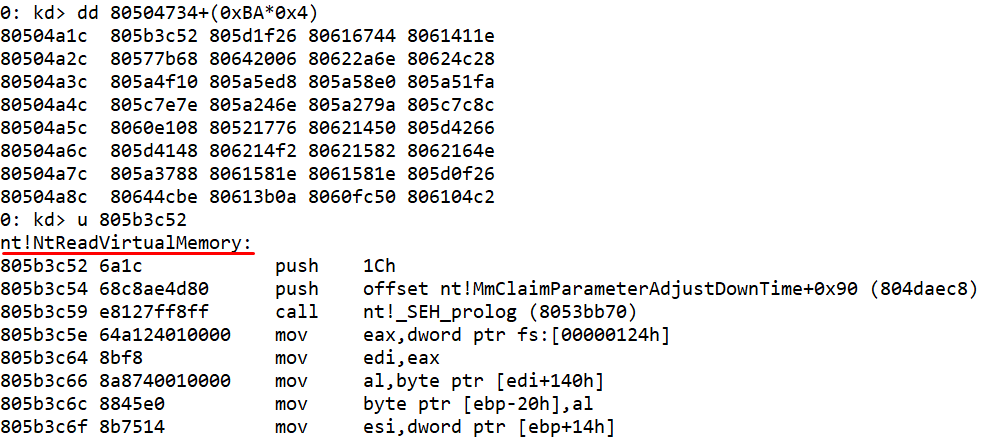 0: kd> dd 80504734+(0xBA*0x4)
80504a1c  805b3c52 805d1f26 80616744 8061411e
80504a2c  80577b68 80642006 80622a6e 80624c28
80504a3c  805a4f10 805a5ed8 805a58e0 805a51fa
80504a4c  805c7e7e 805a246e 805a279a 805c7c8c
80504a5c  8060e108 80521776 80621450 805d4266
80504a6c  805d4148 806214f2 80621582 8062164e
80504a7c  805a3788 8061581e 8061581e 805d0f26
80504a8c  80644cbe 80613b0a 8060fc50 806104c2
0: kd> u 805b3c52
nt!NtReadVirtualMemory:
805b3c52 6a1c            push    1Ch
805b3c54 68c8ae4d80      push    offset nt!MmClaimParameterAdjustDownTime+0x90 (804daec8)
805b3c59 e8127ff8ff      call    nt!_SEH_prolog (8053bb70)
805b3c5e 64a124010000    mov     eax,dword ptr fs:[00000124h]
805b3c64 8bf8            mov     edi,eax
805b3c66 8a8740010000    mov     al,byte ptr [edi+140h]
805b3c6c 8845e0          mov     byte ptr [ebp-20h],al
805b3c6f 8b7514          mov     esi,dword ptr [ebp+14h]